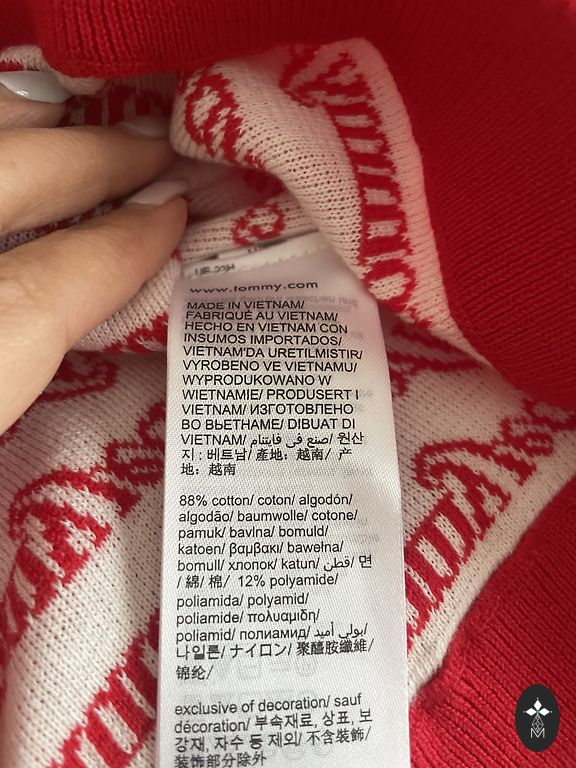 www.tommy.com
MADE IN VIETNAM/
FABRIQUÉ AU VIETNAM/
HECHO EN VIETNAM CON
INSUMOS IMPORTADOS/
VIETNAM'DA URETILMISTIR/
VYROBENO VE VIETNAMU/
WYPRODUKOWANO W
WIETNAMIE/ PRODUSERT I
VIETNAM/ ИЗГОТОВЛЕНО
ВО ВЬЕТНАМЕ/ DIBUAT DI
VIETNAM/ صنع في فايتنام/ 원산
지 : 베트남/ 產地：越南/ 产
地：越南
88% cotton/ coton/ algodón/
algodão/ baumwolle/ cotone/
pamuk/ bavlna/ bomuld/
katoen/ βαμβακι/ bawełna/
bomull/ хлопок/ katun/ قطن/ 면
/ 綿/ 棉/ 12% polyamide/
poliamida/ polyamid/
poliamide/ πολυαμιδη/
poliamid/ полиамид/ بولي أميد/
나일론/ ナイロン/ 聚醯胺纖維/
锦纶/
exclusive of decoration/ sauf
décoration/ 부속재료, 상표, 보
강재, 자수 등 제외/ 不含裝飾/
装飾部分除外